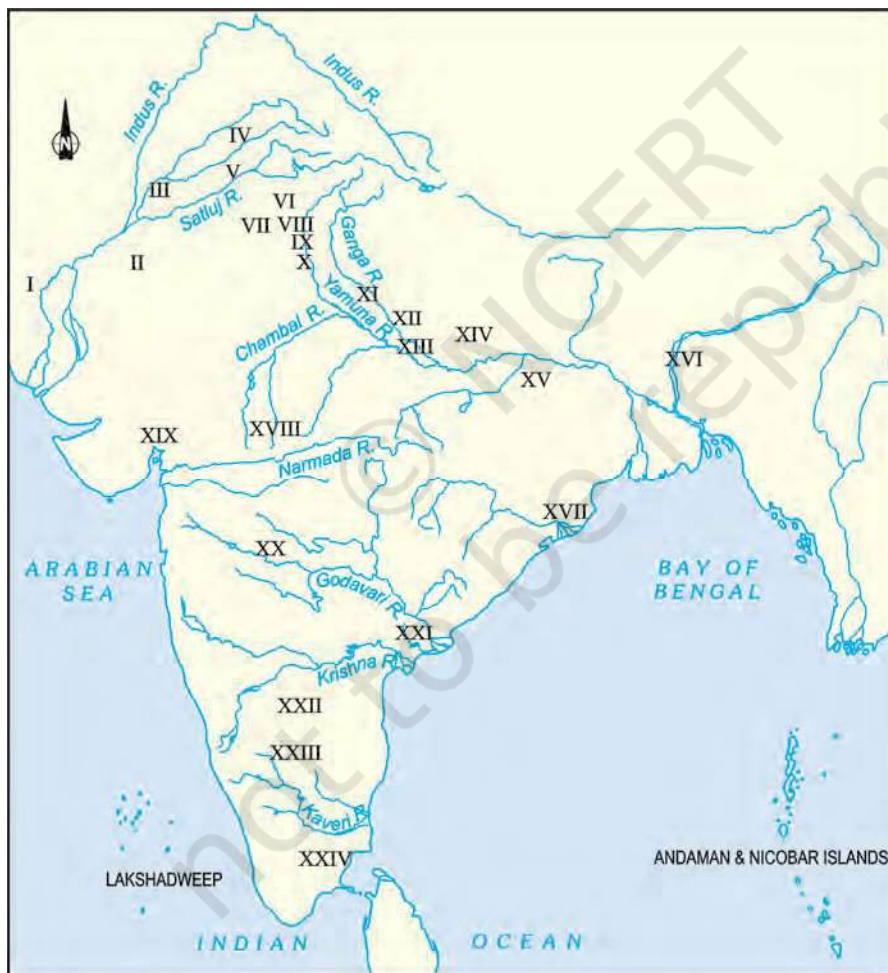 Indus R.
Indus R.
N
IV
V
III
Satluj R.
VI
VII
VIII
IX
X
I
II
Ganga R.
XI
Yamuna R.
XII
XIII
XIV
Chambal R.
XV
XVI
XVIII
XIX
Narmada R.
XVII
XX
ARABIAN
SEA
BAY OF
BENGAL
Godavari R.
XXI
Krishna R.
XXII
XXIII
Kaveri R.
XXIV
LAKSHADWEEP
ANDAMAN & NICOBAR ISLANDS
INDIAN OCEAN
© NCERT
not to be republ